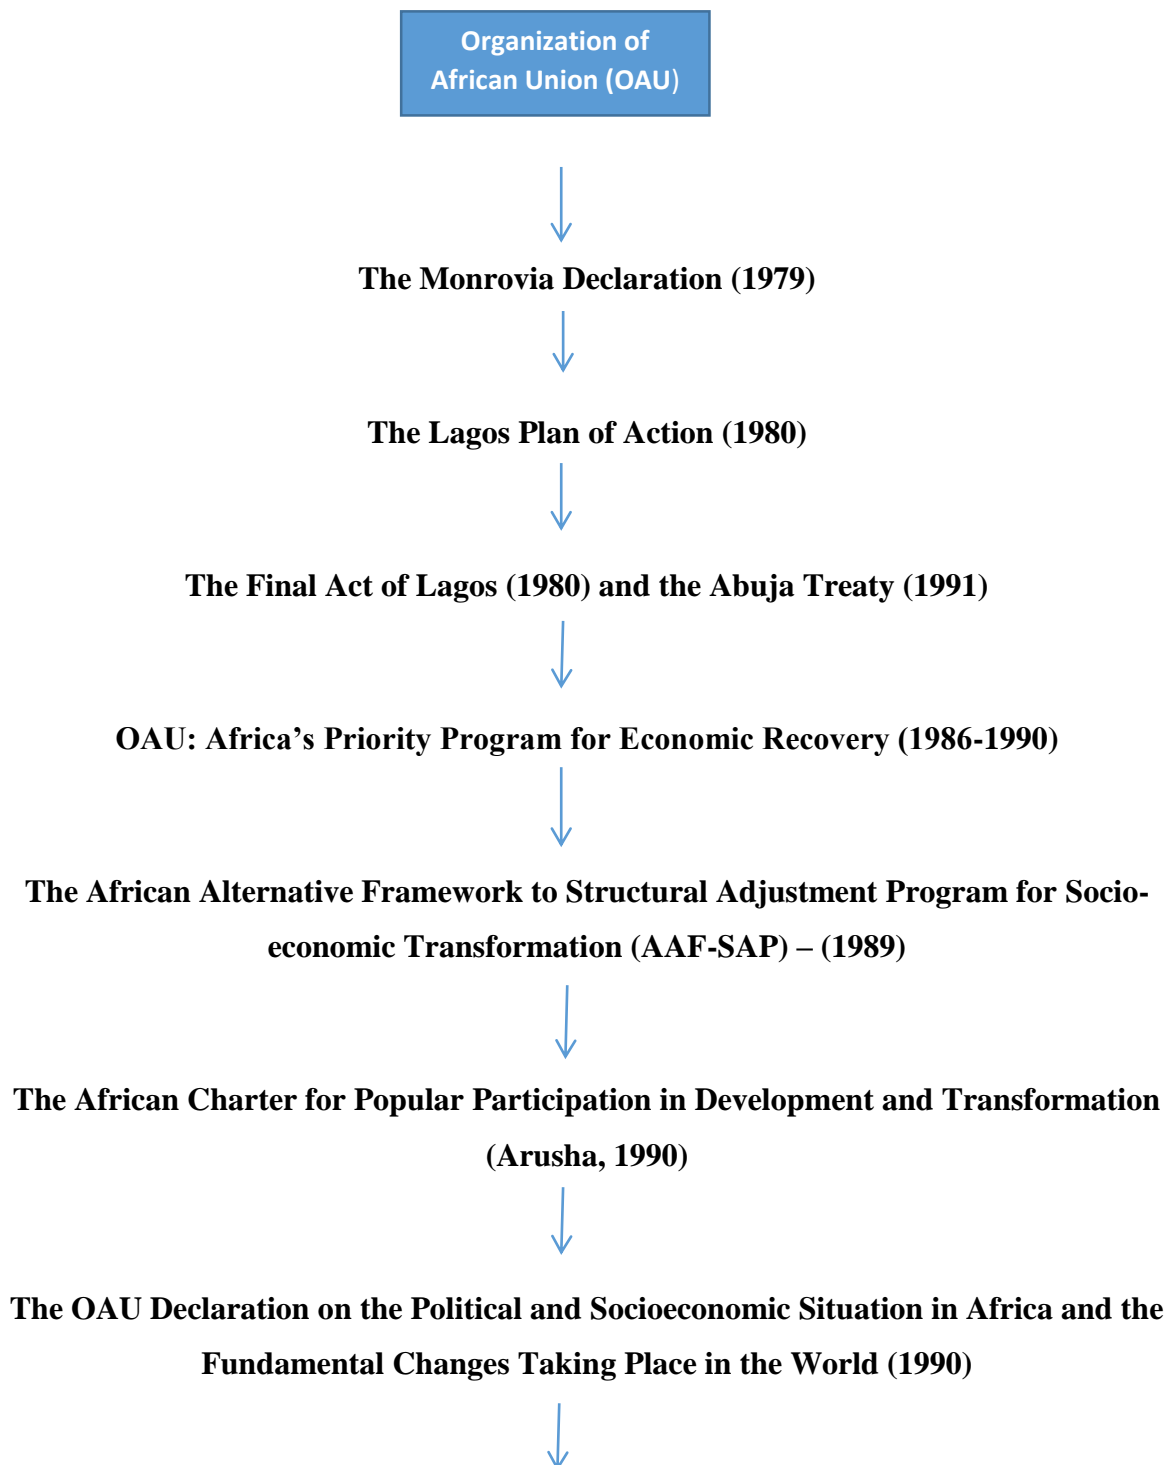 Organization of
African Union (OAU)
The Monrovia Declaration (1979)
The Lagos Plan of Action (1980)
The Final Act of Lagos (1980) and the Abuja Treaty (1991)
OAU: Africa’s Priority Program for Economic Recovery (1986-1990)
The African Alternative Framework to Structural Adjustment Program for Socio-
economic Transformation (AAF-SAP) – (1989)
The African Charter for Popular Participation in Development and Transformation
(Arusha, 1990)
The OAU Declaration on the Political and Socioeconomic Situation in Africa and the
Fundamental Changes Taking Place in the World (1990)